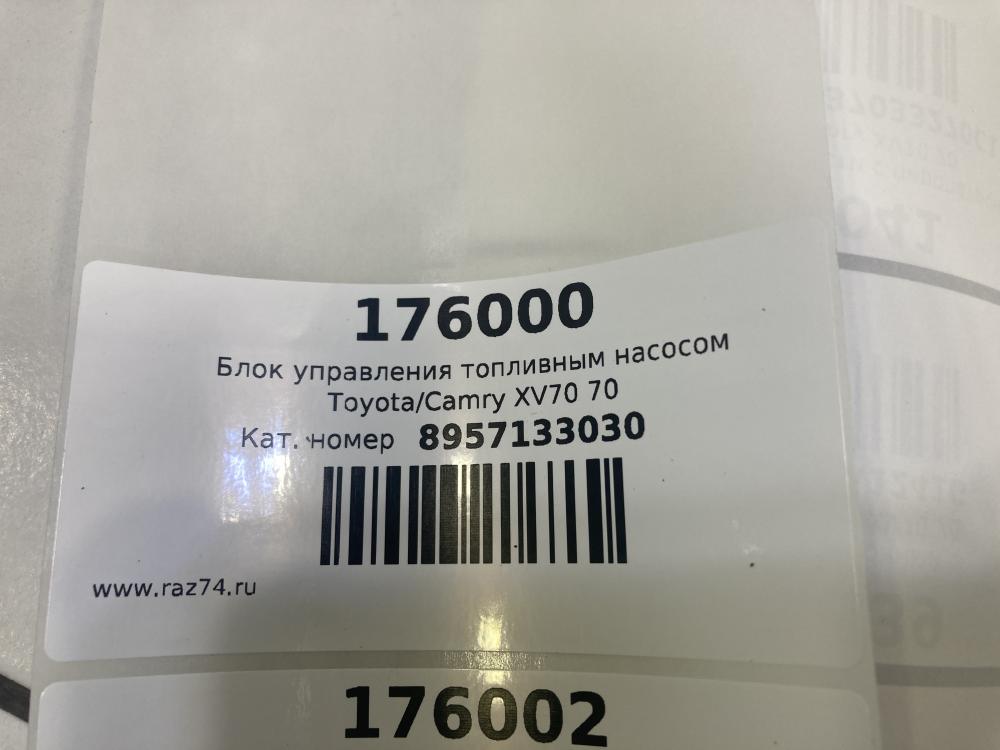 176000
Блок управления топливным насосом
Toyota/Camry XV70 70
Кат. номер 8957133030
www.raz74.ru
176002